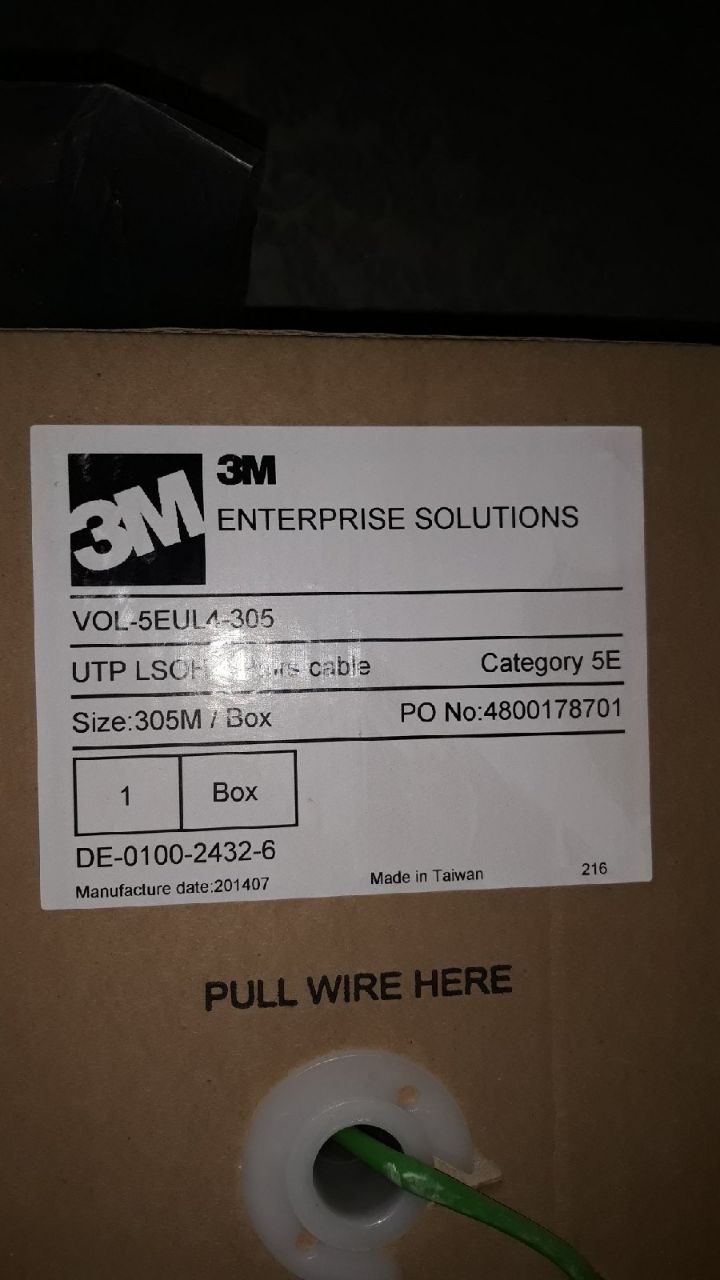 3M
3M
ENTERPRISE SOLUTIONS
VOL-5EUL4-305
UTP cable Category 5E
Size:305M / Box PO No:4800178701
1 Box
DE-0100-2432-6
Manufacture date:201407 Made in Taiwan 216
PULL WIRE HERE